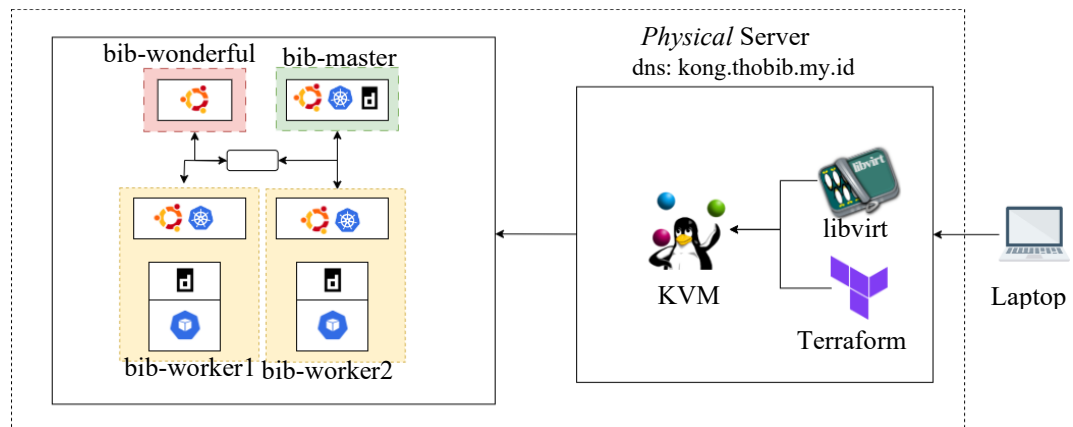 bib-wonderful
bib-master
bib-worker1
bib-worker2
Physical Server
dns: kong.thobib.my.id
KVM
libvirt
libvirt
Terraform
Laptop